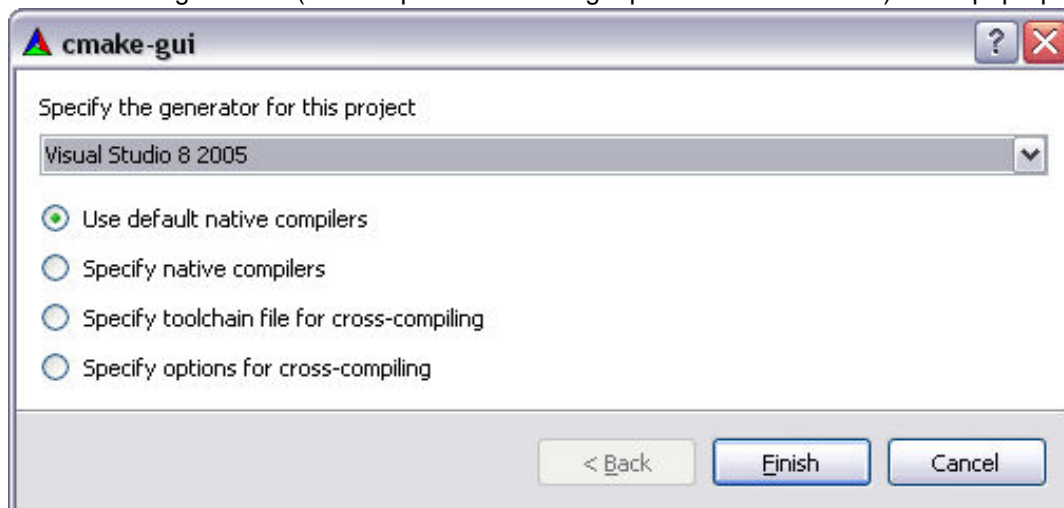 cmake-gui
Specify the generator for this project
Visual Studio 8 2005
Use default native compilers
Specify native compilers
Specify toolchain file for cross-compiling
Specify options for cross-compiling
< Back
Finish
Cancel